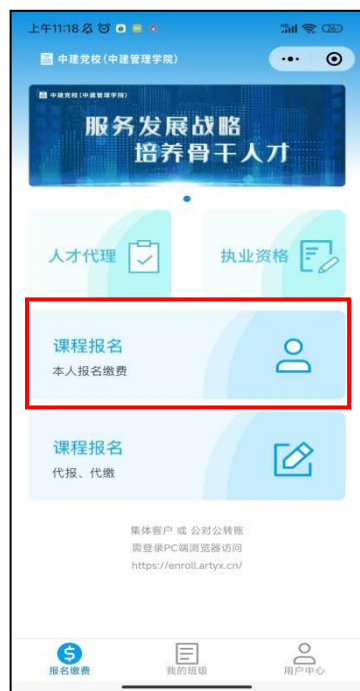 上午11:18
中建党校(中建管理学院)
中建党校(中建管理学院)
服务发展战略
培养骨干人才
人才代理
执业资格
课程报名
本人报名缴费
课程报名
代报、代缴
集体客户 或 公对公转账
需登录PC端浏览器访问
https://enroll.artyx.cn/
报名缴费
我的班级
用户中心